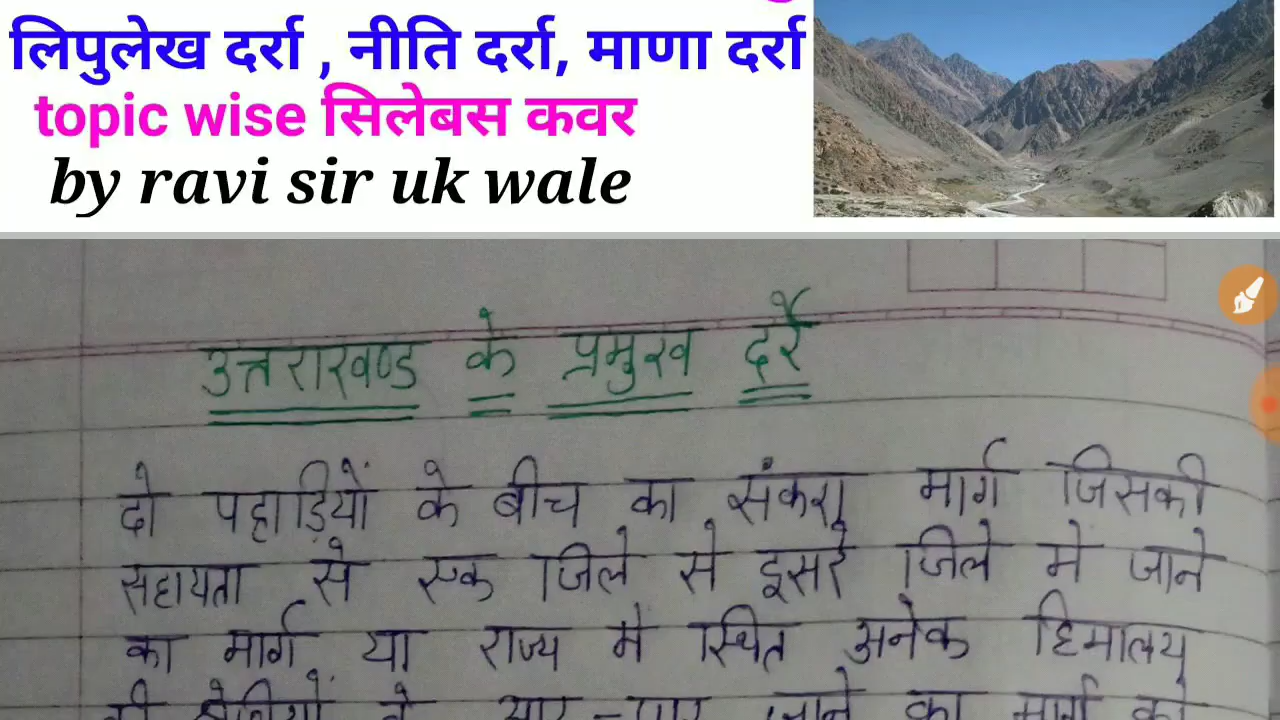 लिपुलेख दर्रा , नीति दर्रा, माणा दर्रा
topic wise सिलेबस कवर
by ravi sir uk wale
उत्तराखण्ड के प्रमुख दर्रे
दो पहाड़ियों के बीच का संकरा मार्ग जिसकी
सहायता से एक जिले से दूसरे जिले मे जाने
का मार्ग या राज्य मे स्थित अनेक हिमालय
की श्रेणियों के आर-पार जाने का मार्ग को